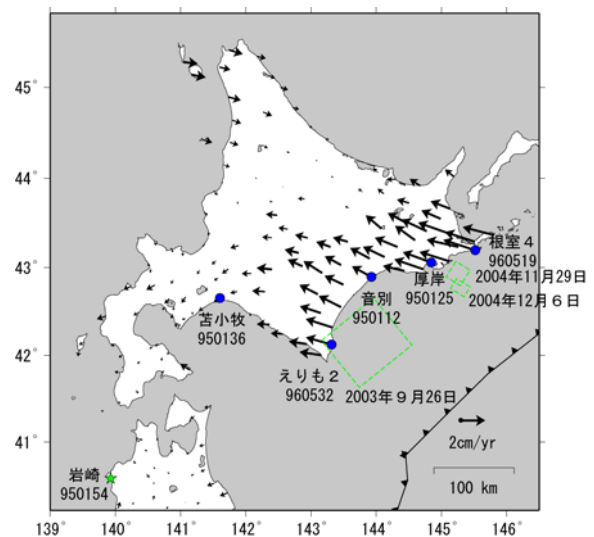 45°
44°
43°
42°
41°
根室４
960519
厚岸
950125
2004年11月29日
2004年12月６日
音別
950112
苫小牧
950136
えりも２
960532
2003年９月26日
2cm/yr
100 km
岩崎
950154
139° 140° 141° 142° 143° 144° 145° 146°